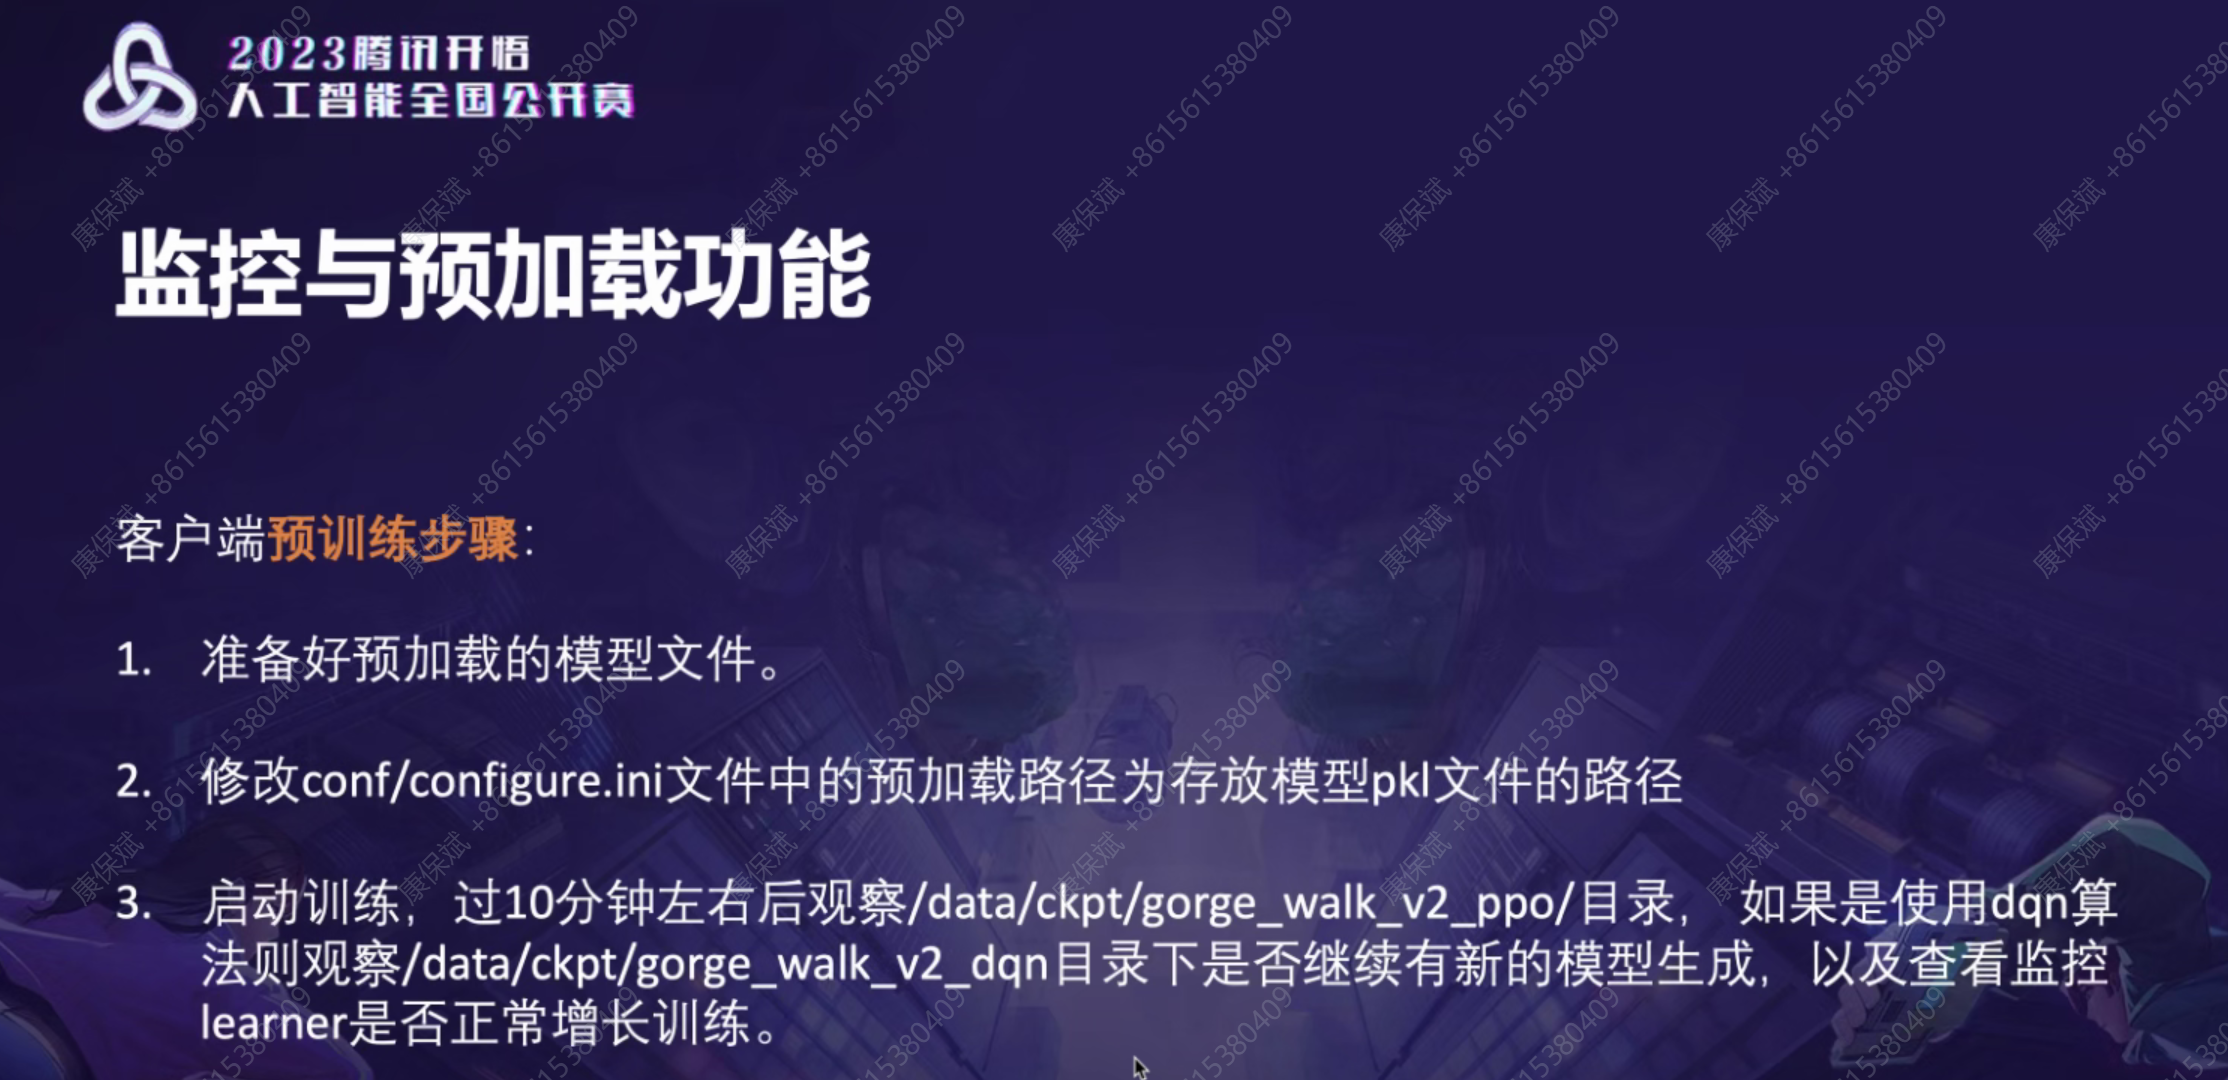 2023腾讯开悟
人工智能全国公开赛
监控与预加载功能
客户端预训练步骤：
1. 准备好预加载的模型文件。
2. 修改conf/configure.ini文件中的预加载路径为存放模型pkl文件的路径
3. 启动训练，过10分钟左右后观察/data/ckpt/gorge_walk_v2_ppo/目录， 如果是使用dqn算
法则观察/data/ckpt/gorge_walk_v2_dqn目录下是否继续有新的模型生成，以及查看监控
learner是否正常增长训练。
康保斌 +8615615380409